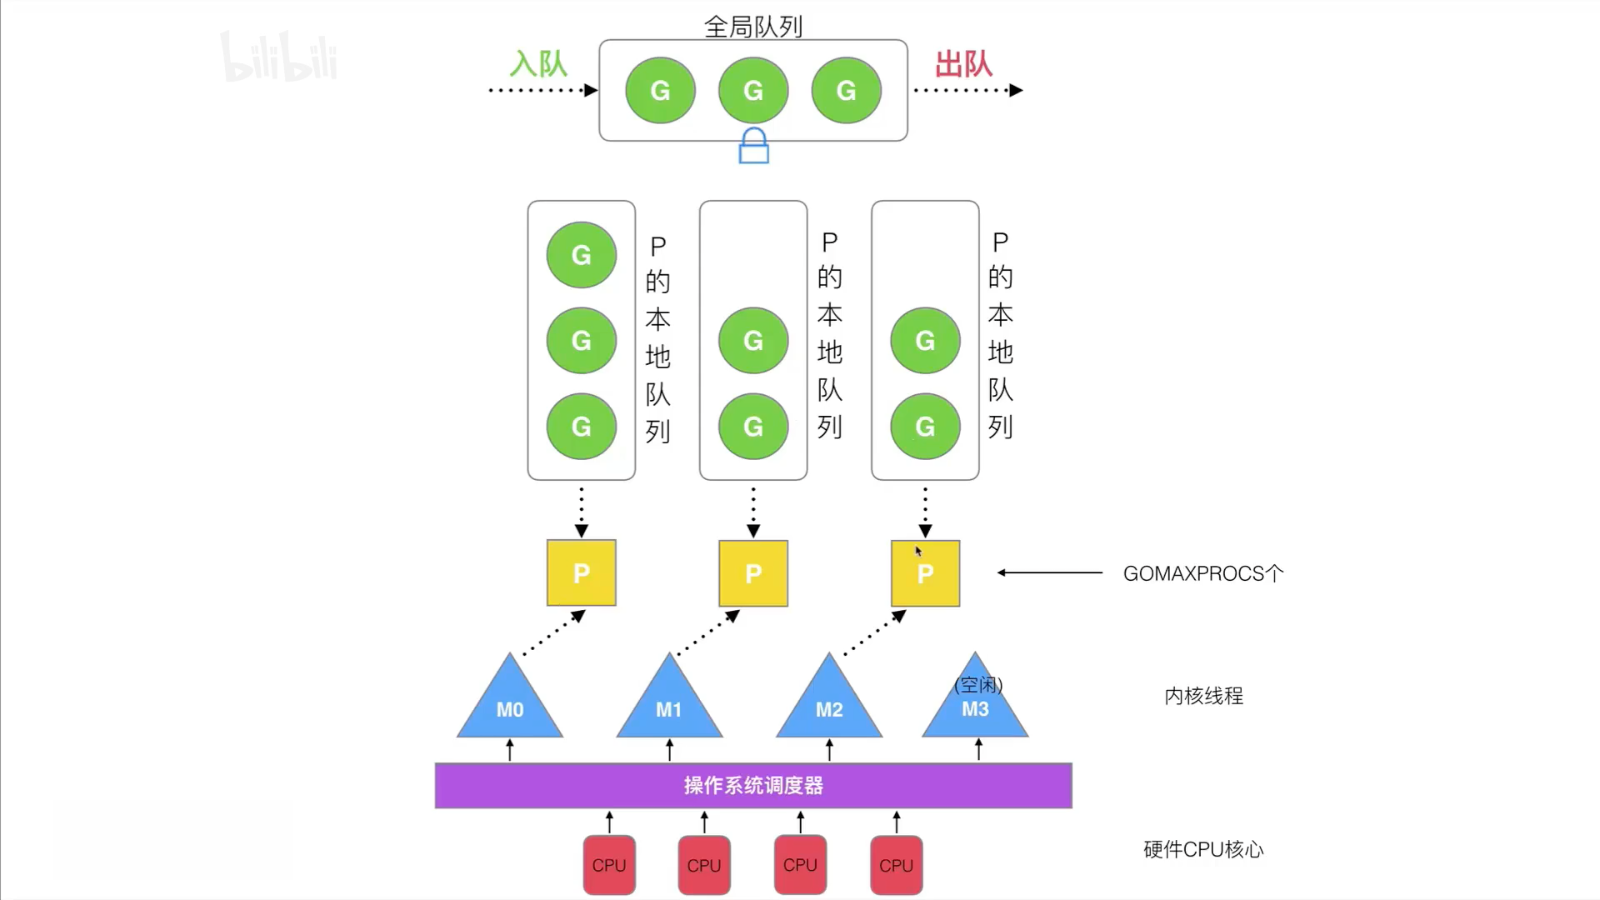 bilibili
全局队列
入队
出队
G G G
G
G
G
P的本地队列
G
G
P的本地队列
G
G
P的本地队列
P P P
GOMAXPROCS个
M0 M1 M2
(空闲)
M3
内核线程
操作系统调度器
CPU CPU CPU CPU
硬件CPU核心